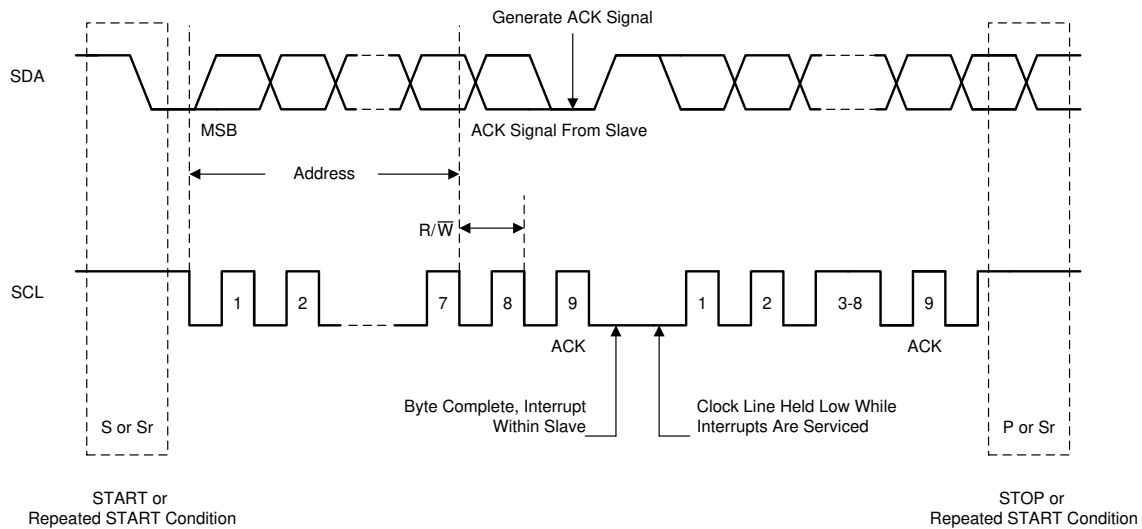 Generate ACK Signal
SDA
MSB
ACK Signal From Slave
Address
R/W̅
SCL
1
2
7
8
9
1
2
3-8
9
ACK
ACK
Byte Complete, Interrupt
Within Slave
Clock Line Held Low While
Interrupts Are Serviced
S or Sr
P or Sr
START or
Repeated START Condition
STOP or
Repeated START Condition